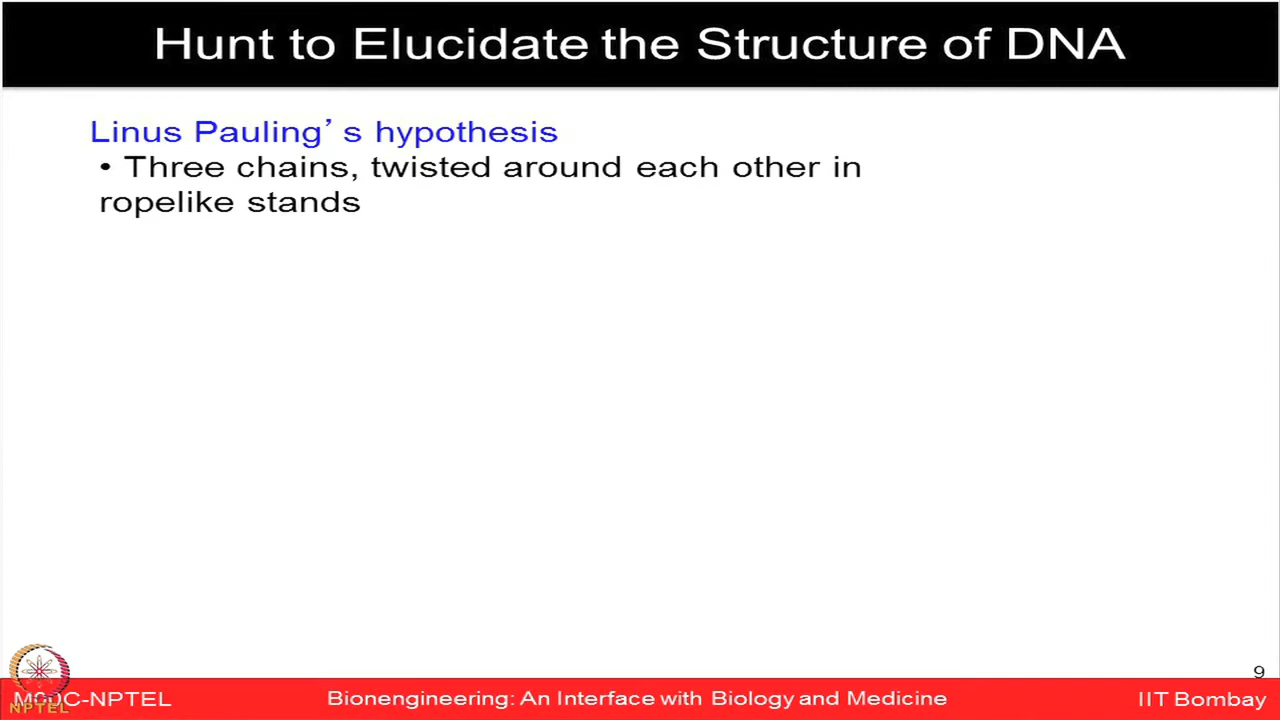 Hunt to Elucidate the Structure of DNA
Linus Pauling’s hypothesis
• Three chains, twisted around each other in
ropelike stands
9
MOOC-NPTEL
Bionengineering: An Interface with Biology and Medicine
IIT Bombay
NPTEL